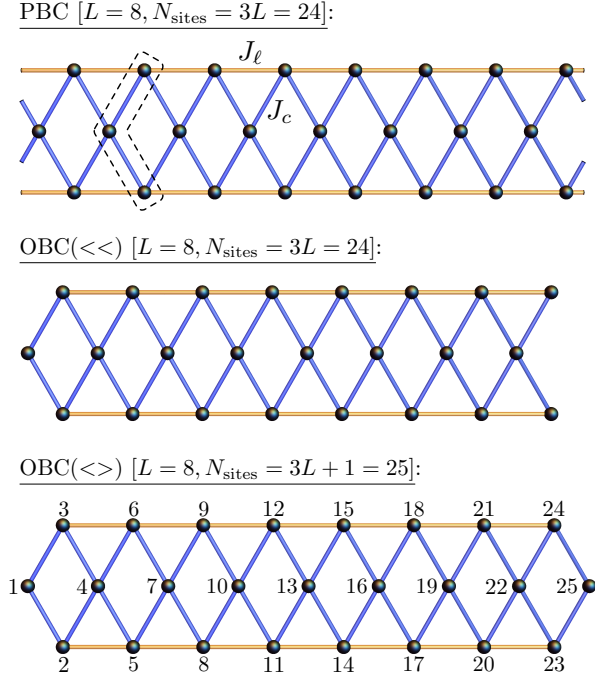 PBC [L = 8, N_sites = 3L = 24]:
J_ℓ
J_c
OBC(<<) [L = 8, N_sites = 3L = 24]:
OBC(<>) [L = 8, N_sites = 3L + 1 = 25]:
3 6 9 12 15 18 21 24
1 4 7 10 13 16 19 22 25
2 5 8 11 14 17 20 23